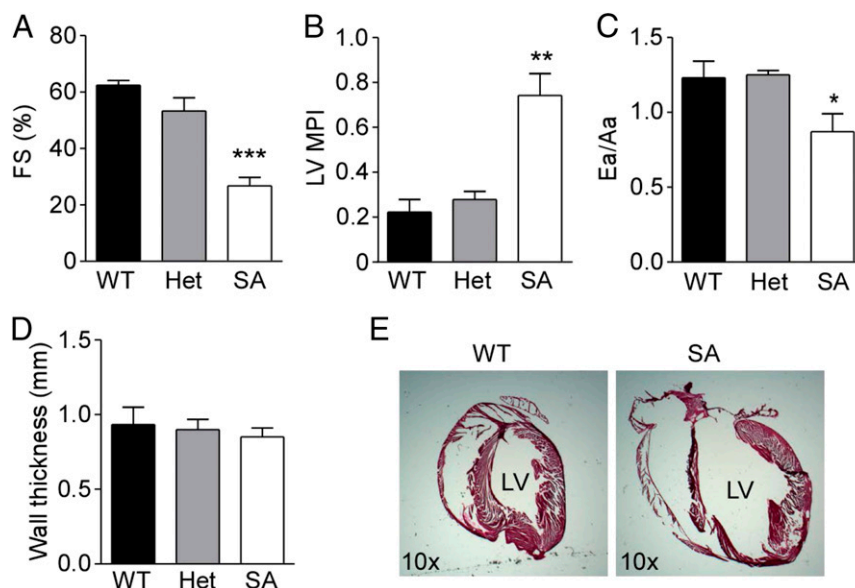 A
FS (%)
80
60
40
20
0
***
WT Het SA
B
LV MPI
1.0
0.8
0.6
0.4
0.2
0
**
WT Het SA
C
Ea/Aa
1.5
1.0
0.5
0.0
*
WT Het SA
D
Wall thickness (mm)
1.5
1.0
0.5
0.0
WT Het SA
E
WT SA
LV LV
10x 10x